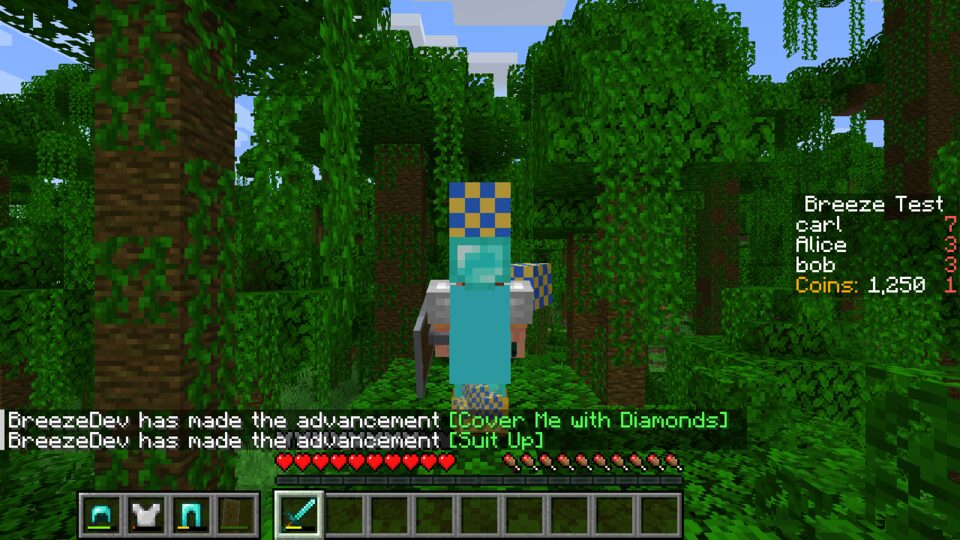 Breeze Test
carl 7
Alice 3
bob 3
Coins: 1,250 1
BreezeDev has made the advancement [Cover Me with Diamonds]
BreezeDev has made the advancement [Suit Up]